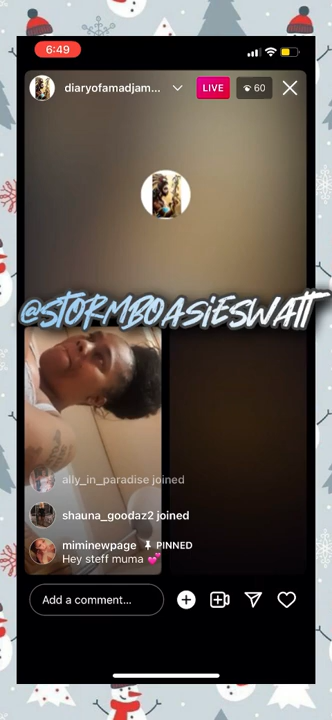 6:49
diaryofamadjam...
LIVE
60
@STORMBOASIESWATT
ally_in_paradise joined
shauna_goodaz2 joined
miminewpage PINNED
Hey steff muma 💕
Add a comment...